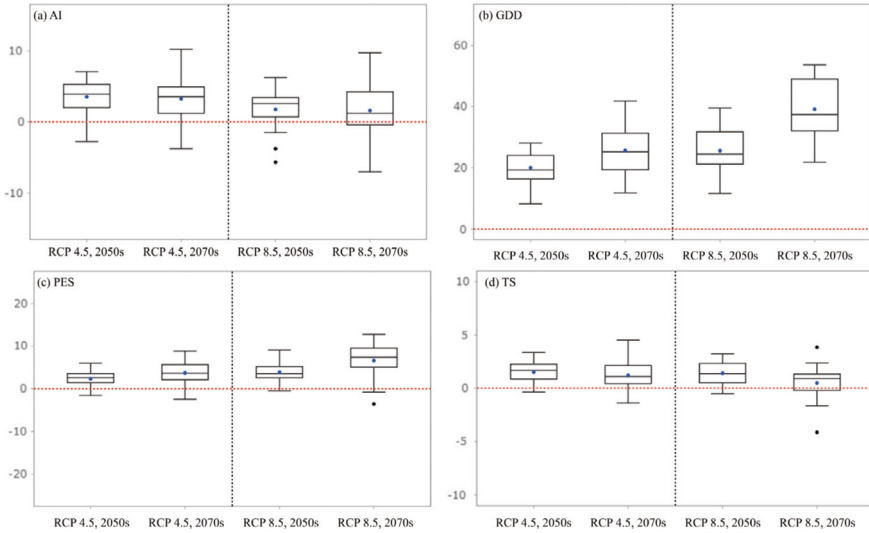 (a) AI
10
0
-10
RCP 4.5, 2050s RCP 4.5, 2070s RCP 8.5, 2050s RCP 8.5, 2070s
(b) GDD
60
40
20
0
RCP 4.5, 2050s RCP 4.5, 2070s RCP 8.5, 2050s RCP 8.5, 2070s
(c) PES
20
10
0
-10
-20
RCP 4.5, 2050s RCP 4.5, 2070s RCP 8.5, 2050s RCP 8.5, 2070s
(d) TS
10
5
0
-5
-10
RCP 4.5, 2050s RCP 4.5, 2070s RCP 8.5, 2050s RCP 8.5, 2070s